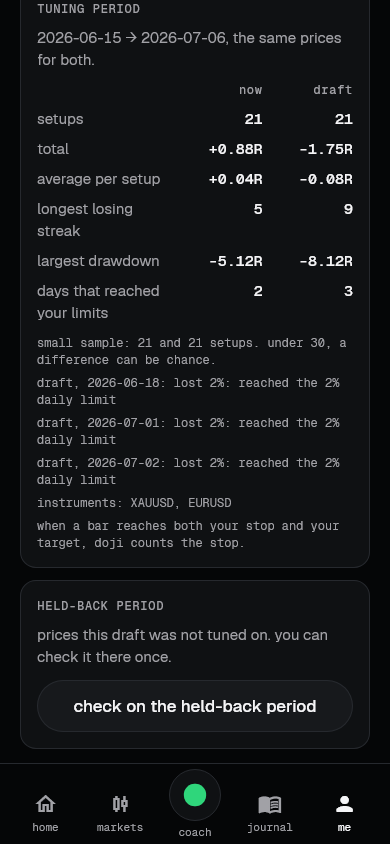 TUNING PERIOD
2026-06-15 → 2026-07-06, the same prices
for both.
now draft
setups 21 21
total +0.88R -1.75R
average per setup +0.04R -0.08R
longest losing
streak 5 9
largest drawdown -5.12R -8.12R
days that reached
your limits 2 3
small sample: 21 and 21 setups. under 30, a
difference can be chance.
draft, 2026-06-18: lost 2%: reached the 2%
daily limit
draft, 2026-07-01: lost 2%: reached the 2%
daily limit
draft, 2026-07-02: lost 2%: reached the 2%
daily limit
instruments: XAUUSD, EURUSD
when a bar reaches both your stop and your
target, doji counts the stop.
HELD-BACK PERIOD
prices this draft was not tuned on. you can
check it there once.
check on the held-back period
home markets coach journal me